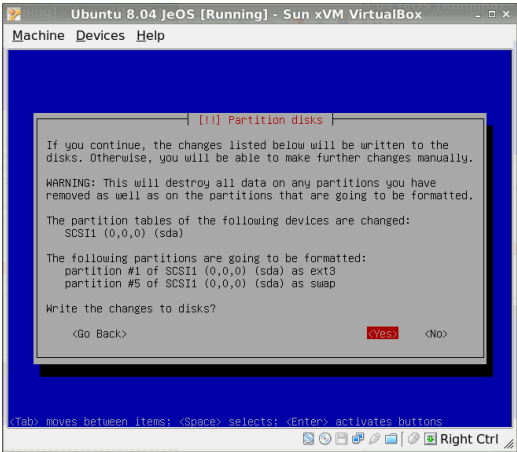 Ubuntu 8.04 JeOS [Running] - Sun xVM VirtualBox
Machine Devices Help
[!!] Partition disks
If you continue, the changes listed below will be written to the
disks. Otherwise, you will be able to make further changes manually.
WARNING: This will destroy all data on any partitions you have
removed as well as on the partitions that are going to be formatted.
The partition tables of the following devices are changed:
SCSI1 (0,0,0) (sda)
The following partitions are going to be formatted:
partition #1 of SCSI1 (0,0,0) (sda) as ext3
partition #5 of SCSI1 (0,0,0) (sda) as swap
Write the changes to disks?
<Go Back> <Yes> <No>
<Tab> moves between items; <Space> selects; <Enter> activates buttons
Right Ctrl